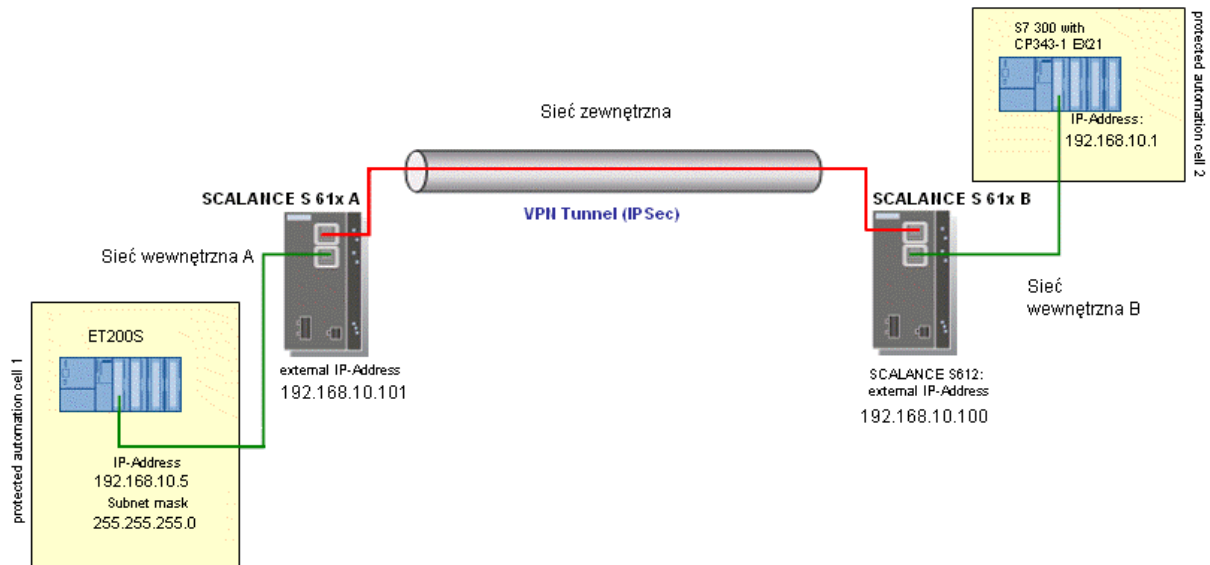 S7 300 with
CP343-1 EX21
IP-Address:
192.168.10.1
protected automation cell 2
Sieć zewnętrzna
SCALANCE S 61x A
VPN Tunnel (IPSec)
SCALANCE S 61x B
Sieć wewnętrzna A
Sieć
wewnętrzna B
ET200S
external IP-Address
192.168.10.101
SCALANCE S612:
external IP-Address
192.168.10.100
protected automation cell 1
IP-Address
192.168.10.5
Subnet mask
255.255.255.0